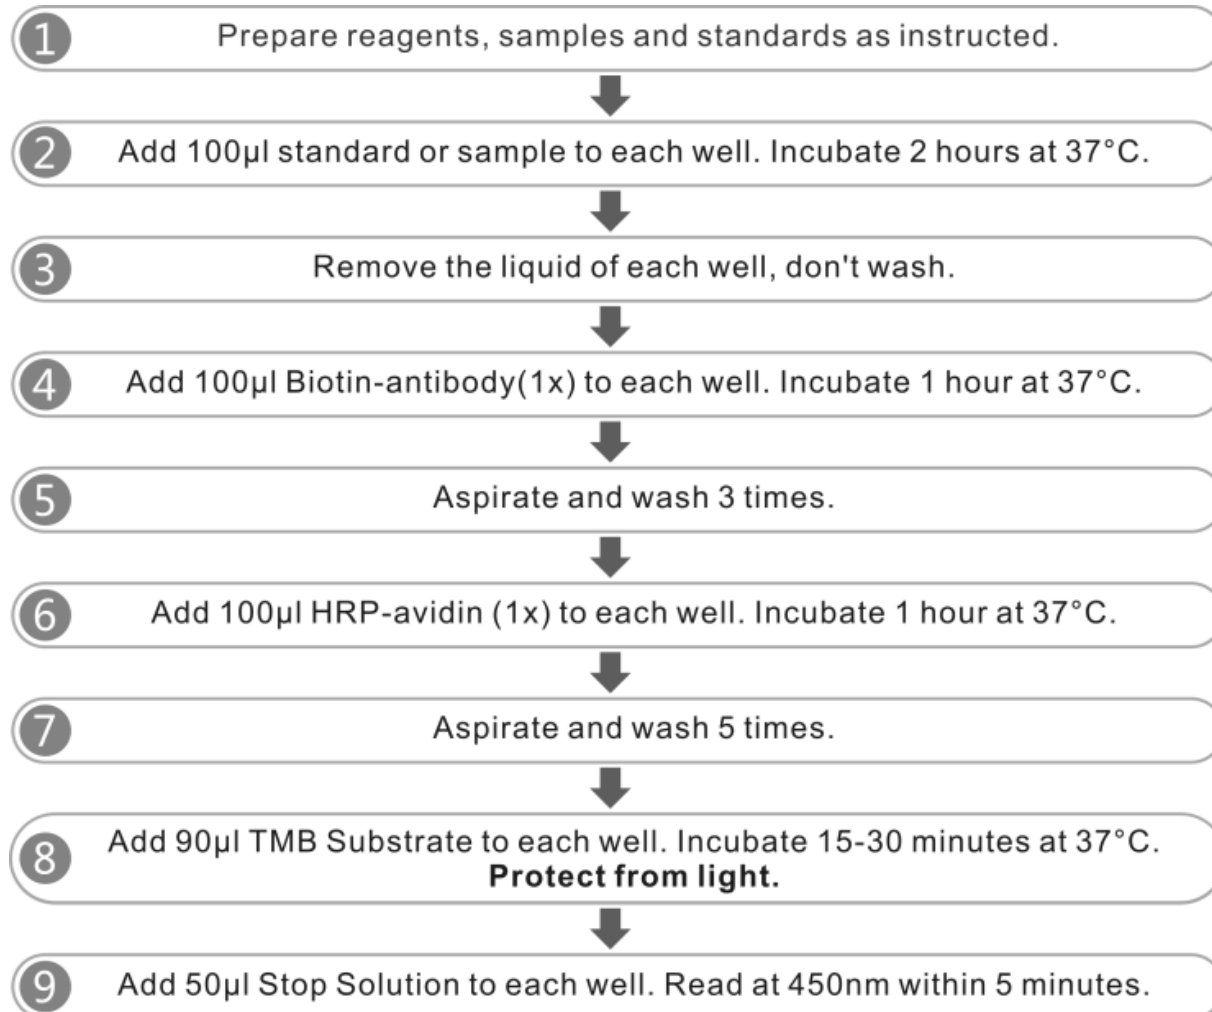 1 Prepare reagents, samples and standards as instructed.
2 Add 100µl standard or sample to each well. Incubate 2 hours at 37°C.
3 Remove the liquid of each well, don't wash.
4 Add 100µl Biotin-antibody(1x) to each well. Incubate 1 hour at 37°C.
5 Aspirate and wash 3 times.
6 Add 100µl HRP-avidin (1x) to each well. Incubate 1 hour at 37°C.
7 Aspirate and wash 5 times.
8 Add 90µl TMB Substrate to each well. Incubate 15-30 minutes at 37°C.
Protect from light.
9 Add 50µl Stop Solution to each well. Read at 450nm within 5 minutes.